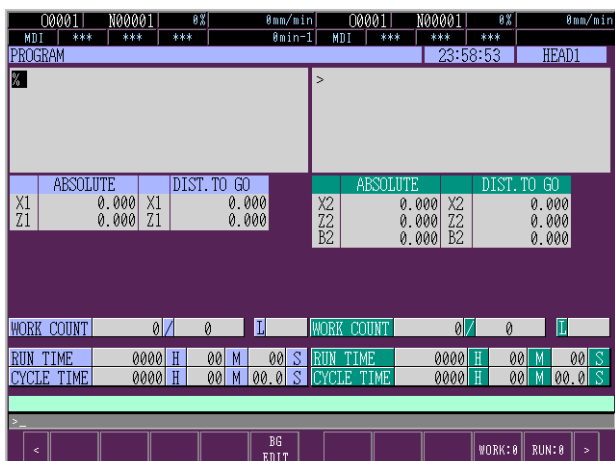 O0001 N00001 0% 0mm/min O0001 N00001 0% 0mm/min
MDI *** *** *** 0min-1 MDI *** *** ***
PROGRAM 23:58:53 HEAD1
% >
ABSOLUTE DIST.TO GO ABSOLUTE DIST.TO GO
X1 0.000 X1 0.000 X2 0.000 X2 0.000
Z1 0.000 Z1 0.000 Z2 0.000 Z2 0.000
B2 0.000 B2 0.000
WORK COUNT 0/ 0 L WORK COUNT 0/ 0 L
RUN TIME 0000 H 00 M 00 S RUN TIME 0000 H 00 M 00 S
CYCLE TIME 0000 H 00 M 00.0 S CYCLE TIME 0000 H 00 M 00.0 S
>_
< BG EDIT WORK:0 RUN:0 >